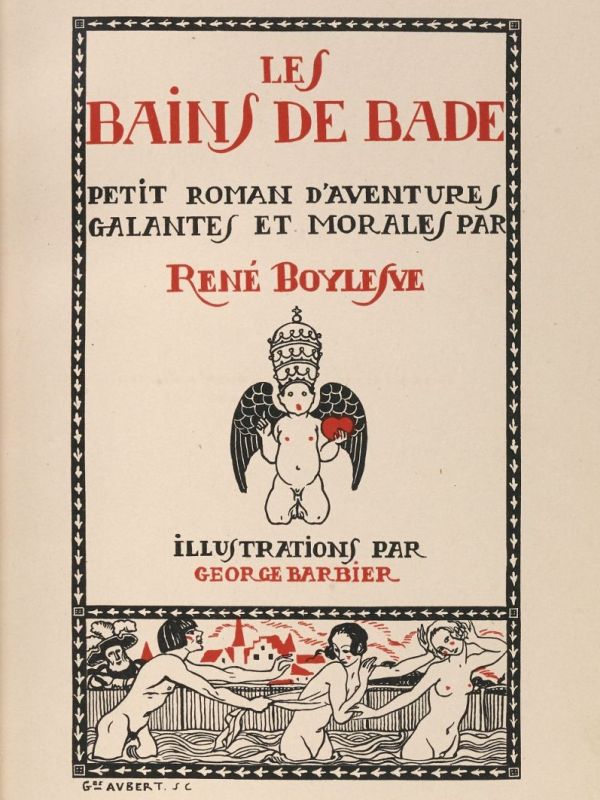 LES
BAINS DE BADE
PETIT ROMAN D'AVENTURES
GALANTES ET MORALES PAR
RENÉ BOYLESVE
ILLUSTRATIONS PAR
GEORGE BARBIER
GES AUBERT. SC